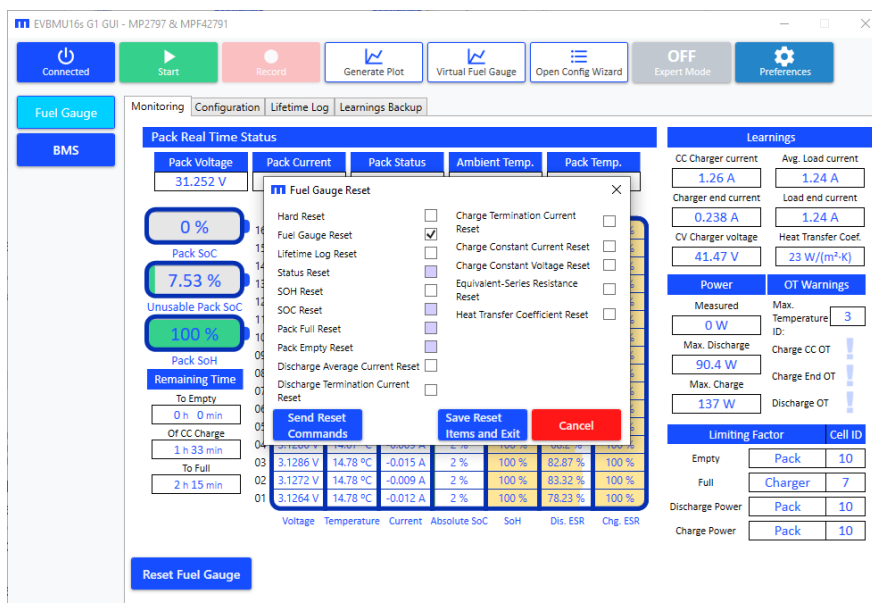 EVBMU16s G1 GUI - MP2797 & MPF42791
Connected
Start
Record
Generate Plot
Virtual Fuel Gauge
Open Config Wizard
OFF
Expert Mode
Preferences
Fuel Gauge
BMS
Monitoring Configuration Lifetime Log Learnings Backup
Pack Real Time Status
Pack Voltage Pack Current Pack Status Ambient Temp. Pack Temp.
31.252 V
0 %
Pack SoC
7.53 %
Unusable Pack SoC
100 %
Pack SoH
Remaining Time
To Empty
0 h 0 min
Of CC Charge
1 h 33 min
To Full
2 h 15 min
Fuel Gauge Reset
Hard Reset
Fuel Gauge Reset
Lifetime Log Reset
Status Reset
SOH Reset
SOC Reset
Pack Full Reset
Pack Empty Reset
Discharge Average Current Reset
Discharge Termination Current
Reset
Charge Termination Current
Reset
Charge Constant Current Reset
Charge Constant Voltage Reset
Equivalent-Series Resistance
Reset
Heat Transfer Coefficient Reset
Send Reset
Commands
Save Reset
Items and Exit
Cancel
03 3.1286 V 14.78 ºC -0.015 A 2 % 100 % 82.87 % 100 %
02 3.1272 V 14.78 ºC -0.009 A 2 % 100 % 83.32 % 100 %
01 3.1264 V 14.78 ºC -0.012 A 2 % 100 % 78.23 % 100 %
Voltage Temperature Current Absolute SoC SoH Dis. ESR Chg. ESR
Reset Fuel Gauge
Learnings
CC Charger current Avg. Load current
1.26 A 1.24 A
Charger end current Load end current
0.238 A 1.24 A
CV Charger voltage Heat Transfer Coef.
41.47 V 23 W/(m²·K)
Power
Measured
0 W
Max. Discharge
90.4 W
Max. Charge
137 W
OT Warnings
Max.
Temperature 3
ID:
Charge CC OT
Charge End OT
Discharge OT
Limiting Factor Cell ID
Empty Pack 10
Full Charger 7
Discharge Power Pack 10
Charge Power Pack 10